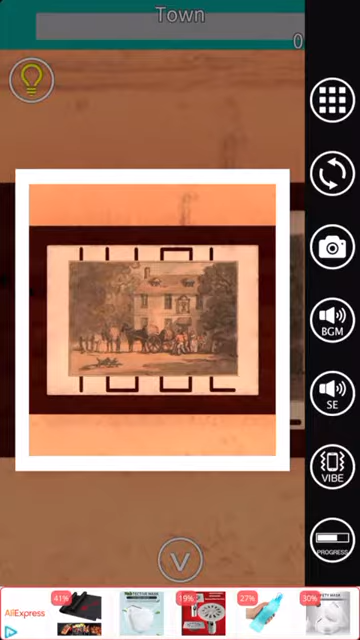 Town
0
BGM
SE
VIBE
PROGRESS
AliExpress
41%
19%
27%
30%